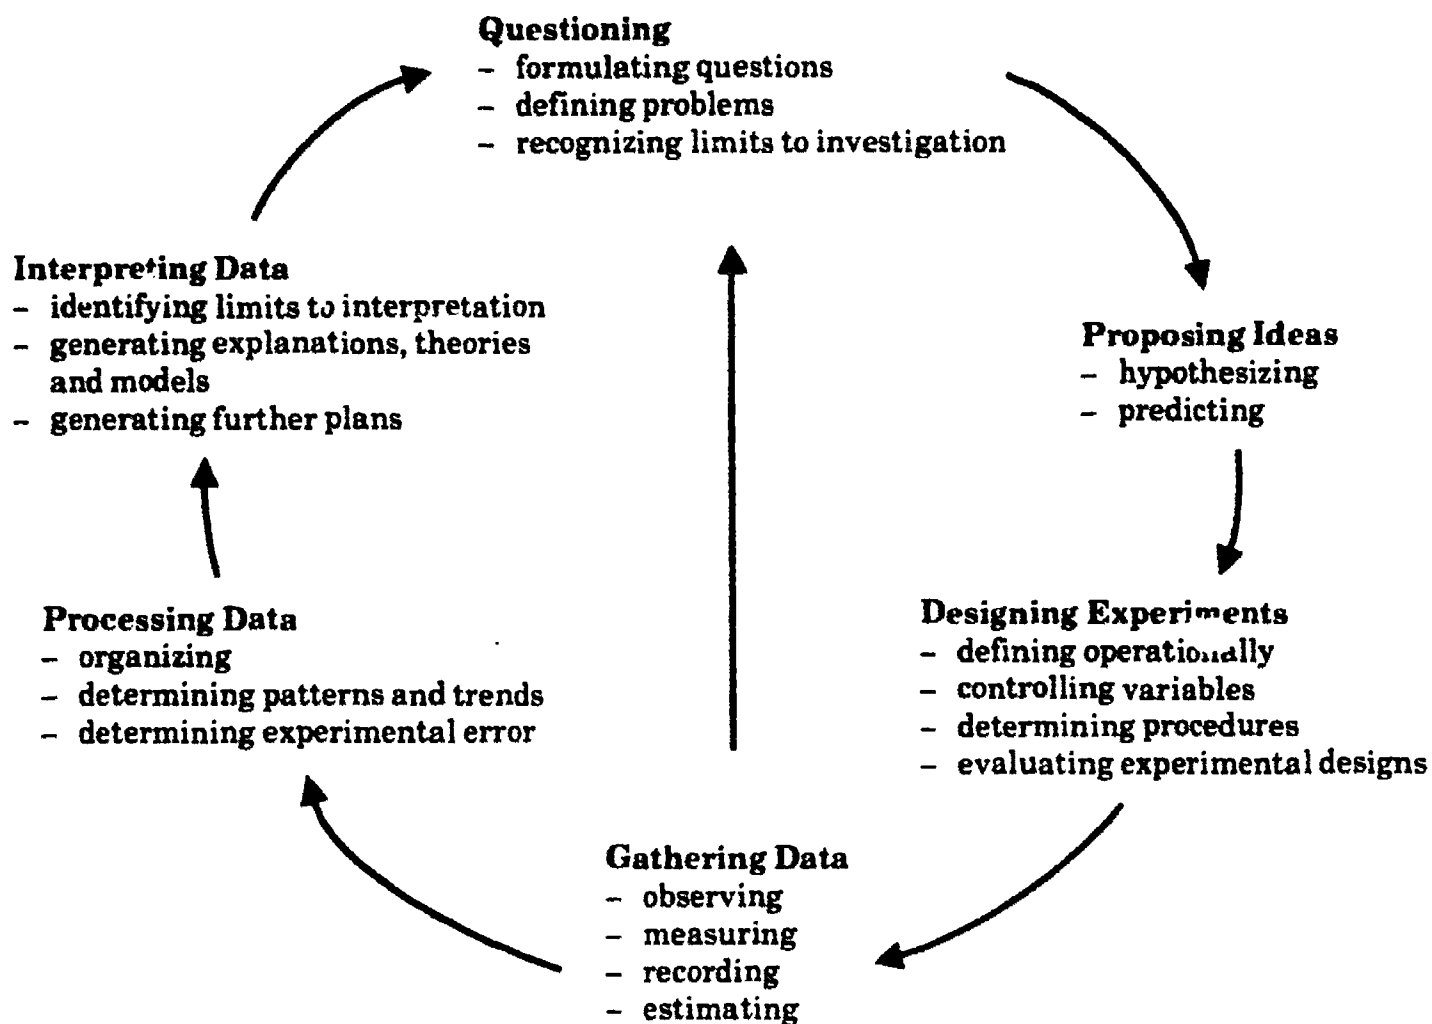 Questioning
– formulating questions
– defining problems
– recognizing limits to investigation
Proposing Ideas
– hypothesizing
– predicting
Designing Experiments
– defining operationally
– controlling variables
– determining procedures
– evaluating experimental designs
Gathering Data
– observing
– measuring
– recording
– estimating
Processing Data
– organizing
– determining patterns and trends
– determining experimental error
Interpreting Data
– identifying limits to interpretation
– generating explanations, theories
and models
– generating further plans